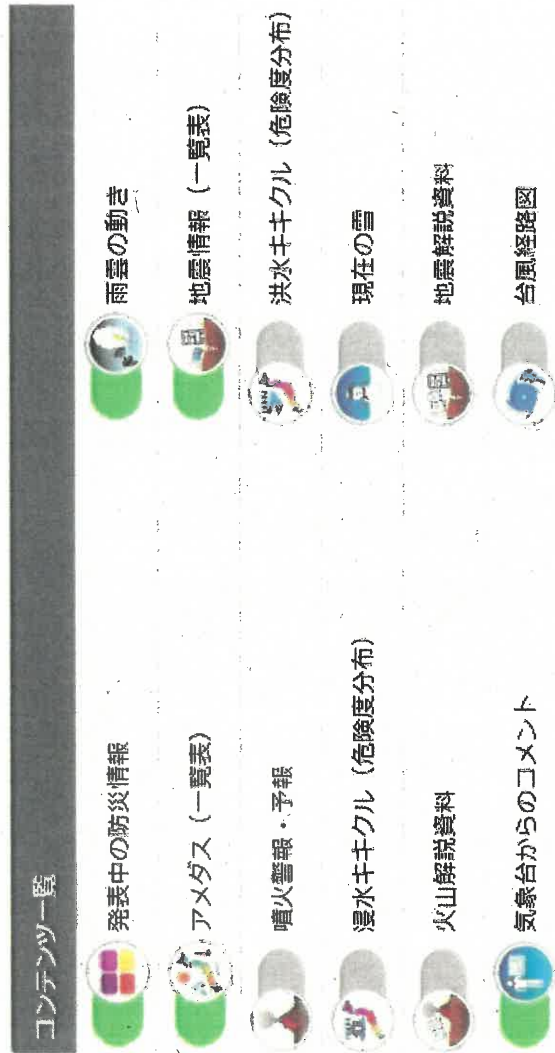 コンテンツ一覧
発表中の防災情報
雨雲の動き
アメダス（一覧表）
地震情報（一覧表）
噴火警報・予報
洪水キキクル（危険度分布）
浸水キキクル（危険度分布）
現在の雪
火山解説資料
地震解説資料
気象台からのコメント
台風経路図